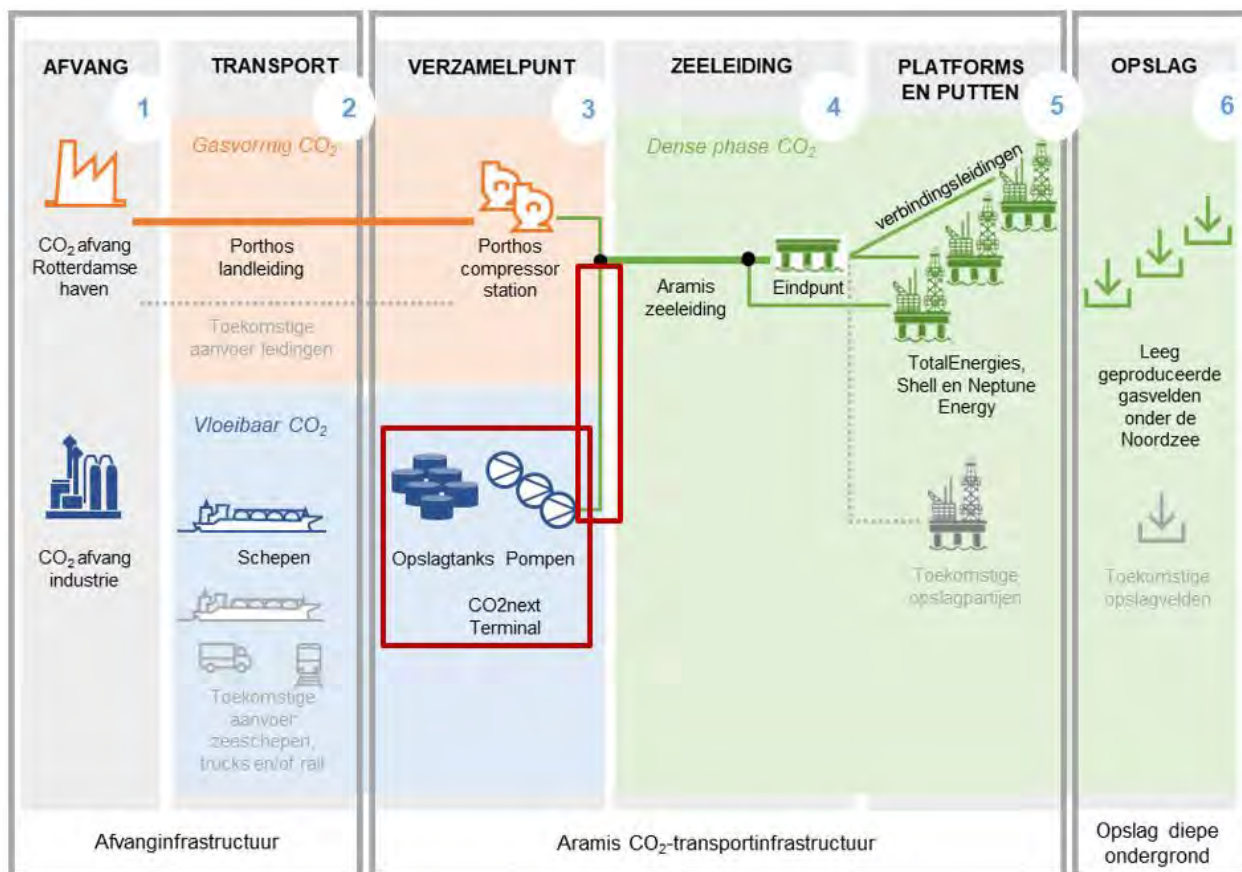 AFVANG
TRANSPORT
VERZAMELPUNT
ZEELEIDING
PLATFORMS
EN PUTTEN
OPSLAG
1
2
3
4
5
6
Gasvormig CO₂
Dense phase CO₂
verbindingsleidingen
CO₂ afvang
Rotterdamse
haven
Porthos
landleiding
Porthos
compressor
station
Aramis
zeeleiding
Eindpunt
Toekomstige
aanvoer leidingen
TotalEnergies,
Shell en Neptune
Energy
Leeg
geproduceerde
gasvelden
onder de
Noordzee
Vloeibaar CO₂
CO₂ afvang
industrie
Schepen
Opslagtanks
Pompen
CO2next
Terminal
Toekomstige
opslagpartijen
Toekomstige
opslagvelden
Toekomstige
aanvoer
zeeschepen,
trucks en/of rail
Afvanginfrastructuur
Aramis CO₂-transportinfrastructuur
Opslag diepe
ondergrond